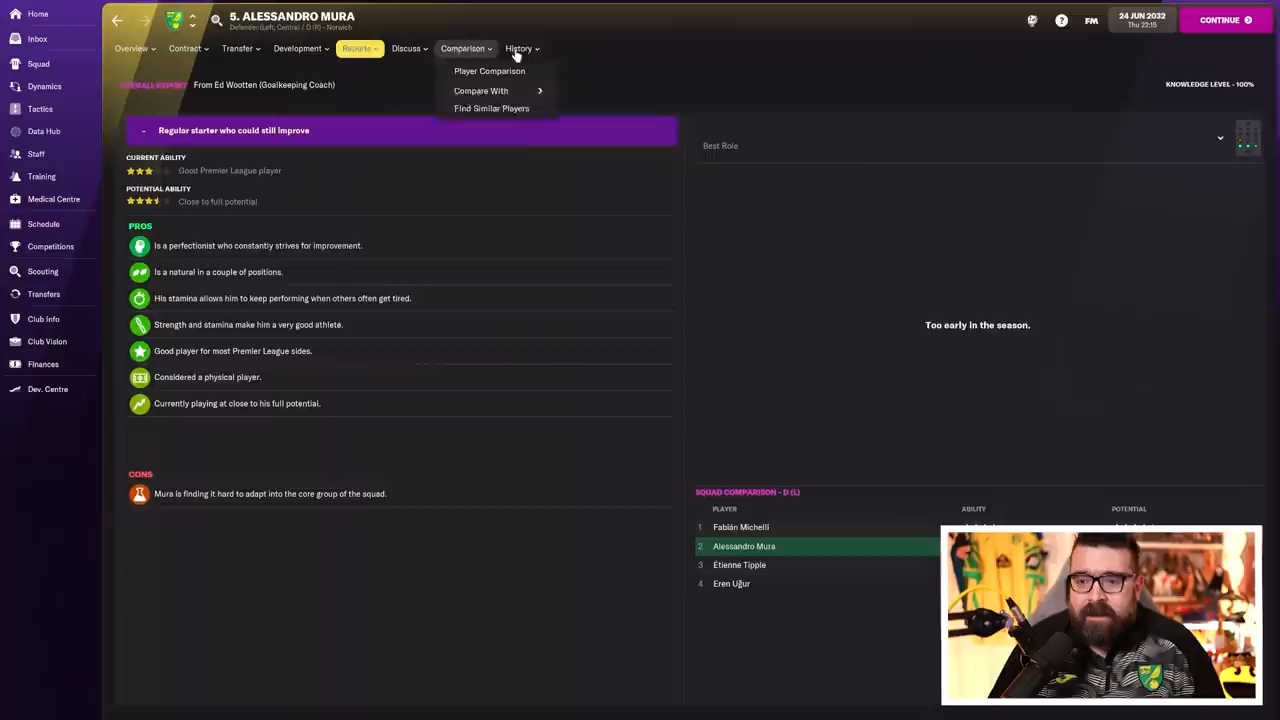 Home
Inbox
Squad
Dynamics
Tactics
Data Hub
Staff
Training
Medical Centre
Schedule
Competitions
Scouting
Transfers
Club Info
Club Vision
Finances
Dev. Centre
5. ALESSANDRO MURA
Defender (Left, Centre) / D (R) - Norwich
FM
24 JUN 2032
Thu 22:15
CONTINUE
Overview
Contract
Transfer
Development
Reports
Discuss
Comparison
History
Player Comparison
Compare With
Find Similar Players
OVERALL REPORT From Ed Wootten (Goalkeeping Coach)
KNOWLEDGE LEVEL - 100%
- Regular starter who could still improve
CURRENT ABILITY
Good Premier League player
POTENTIAL ABILITY
Close to full potential
PROS
Is a perfectionist who constantly strives for improvement.
Is a natural in a couple of positions.
His stamina allows him to keep performing when others often get tired.
Strength and stamina make him a very good athlete.
Good player for most Premier League sides.
Considered a physical player.
Currently playing at close to his full potential.
CONS
Mura is finding it hard to adapt into the core group of the squad.
Best Role
Too early in the season.
SQUAD COMPARISON - D (L)
PLAYER ABILITY POTENTIAL
1 Fabián Michelli
2 Alessandro Mura
3 Étienne Tipple
4 Eren Uğur